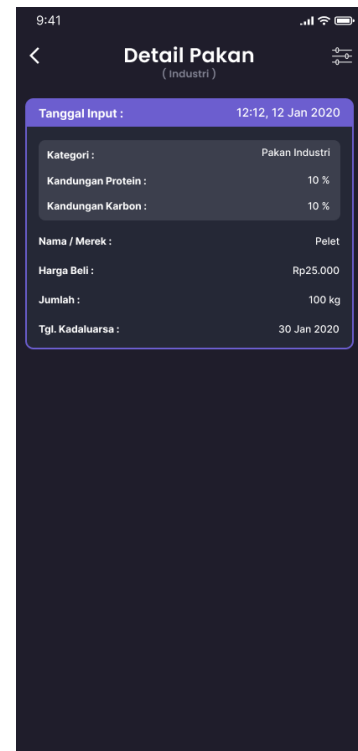 9:41
Detail Pakan
( Industri )
Tanggal Input : 12:12, 12 Jan 2020
Kategori : Pakan Industri
Kandungan Protein : 10 %
Kandungan Karbon : 10 %
Nama / Merek : Pelet
Harga Beli : Rp25.000
Jumlah : 100 kg
Tgl. Kadaluarsa : 30 Jan 2020